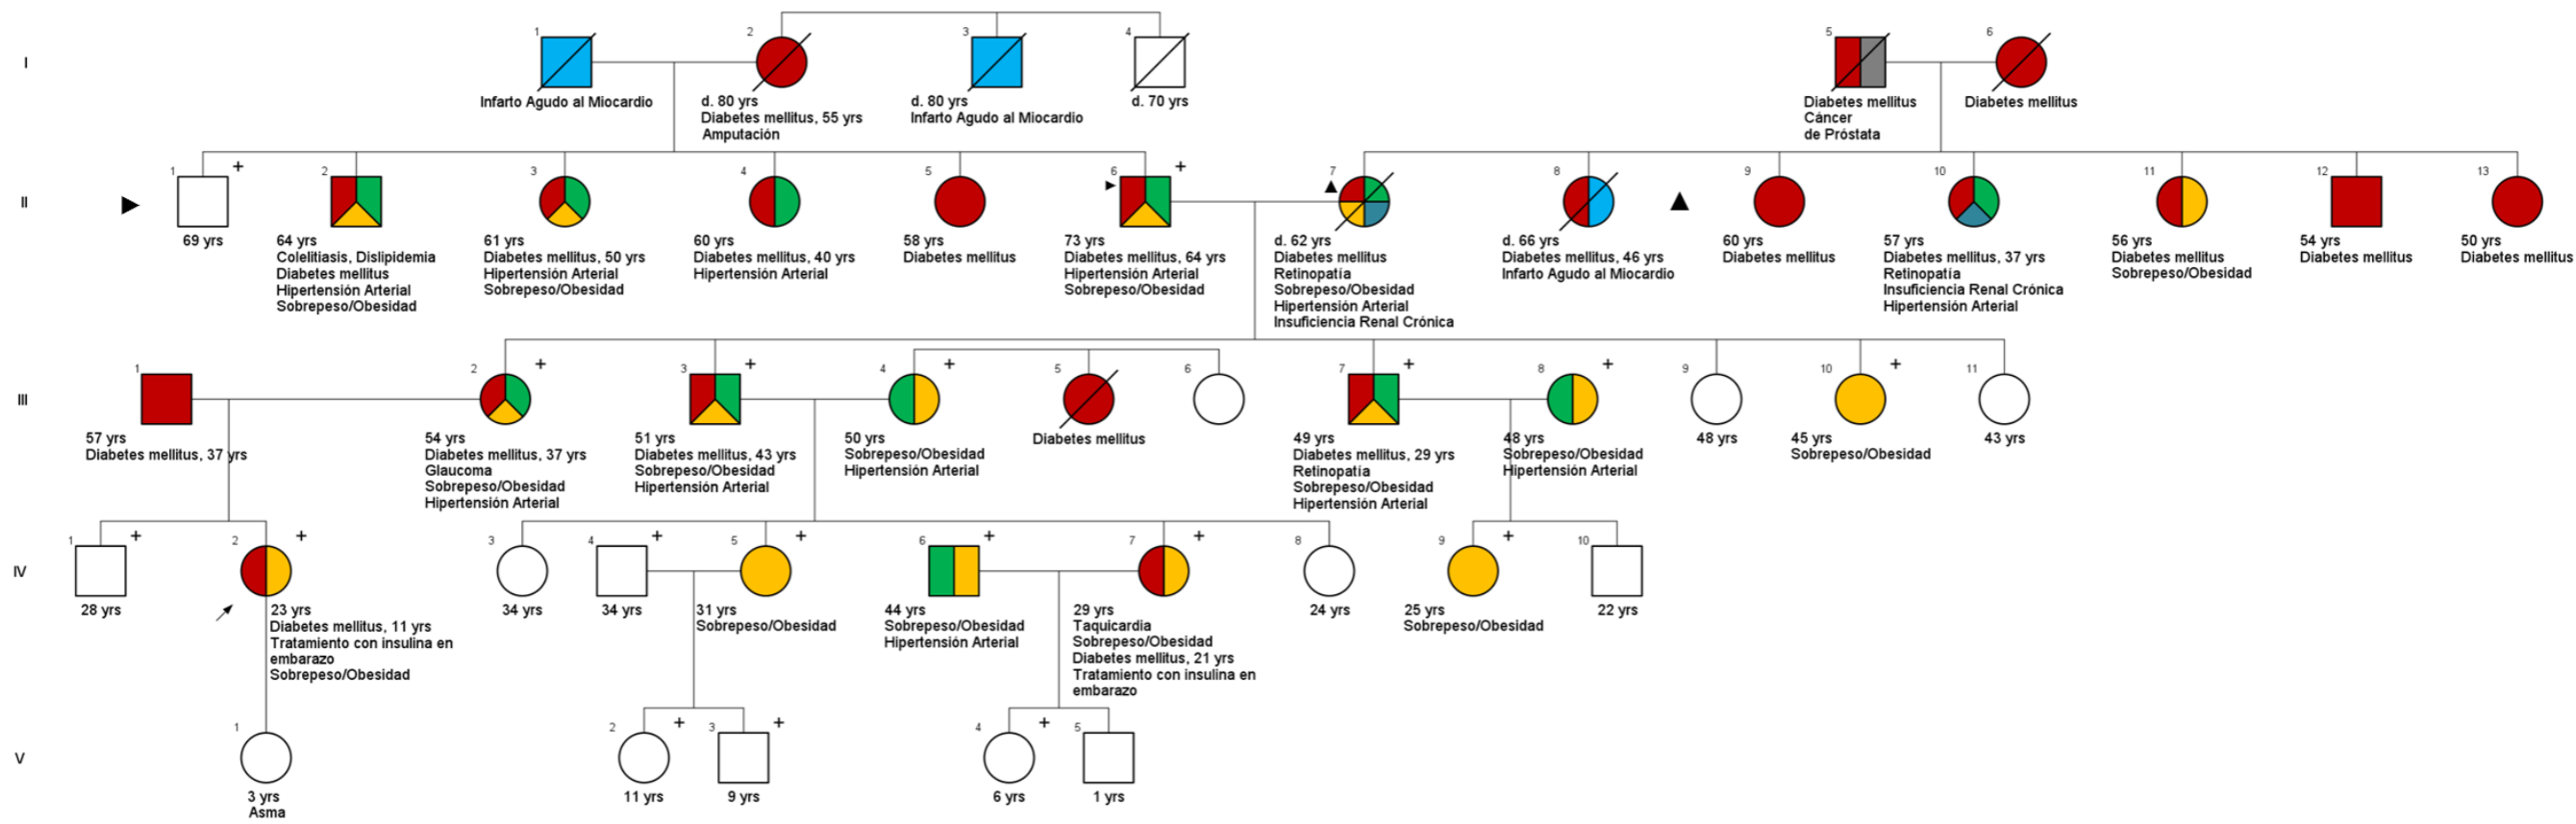 I
1
Infarto Agudo al Miocardio
2
d. 80 yrs
Diabetes mellitus, 55 yrs
Amputación
3
d. 80 yrs
Infarto Agudo al Miocardio
4
d. 70 yrs
5
Diabetes mellitus
Cáncer
de Próstata
6
Diabetes mellitus
II
1
+
69 yrs
2
64 yrs
Colelitiasis, Dislipidemia
Diabetes mellitus
Hipertensión Arterial
Sobrepeso/Obesidad
3
61 yrs
Diabetes mellitus, 50 yrs
Hipertensión Arterial
Sobrepeso/Obesidad
4
60 yrs
Diabetes mellitus, 40 yrs
Hipertensión Arterial
5
58 yrs
Diabetes mellitus
6
+
73 yrs
Diabetes mellitus, 64 yrs
Hipertensión Arterial
Sobrepeso/Obesidad
7
d. 62 yrs
Diabetes mellitus
Retinopatía
Sobrepeso/Obesidad
Hipertensión Arterial
Insuficiencia Renal Crónica
8
d. 66 yrs
Diabetes mellitus, 46 yrs
Infarto Agudo al Miocardio
9
60 yrs
Diabetes mellitus
10
57 yrs
Diabetes mellitus, 37 yrs
Retinopatía
Insuficiencia Renal Crónica
Hipertensión Arterial
11
56 yrs
Diabetes mellitus
Sobrepeso/Obesidad
12
54 yrs
Diabetes mellitus
13
50 yrs
Diabetes mellitus
III
1
57 yrs
Diabetes mellitus, 37 yrs
2
+
54 yrs
Diabetes mellitus, 37 yrs
Glaucoma
Sobrepeso/Obesidad
Hipertensión Arterial
3
+
51 yrs
Diabetes mellitus, 43 yrs
Sobrepeso/Obesidad
Hipertensión Arterial
4
+
50 yrs
Sobrepeso/Obesidad
Hipertensión Arterial
5
Diabetes mellitus
6
7
+
49 yrs
Diabetes mellitus, 29 yrs
Retinopatía
Sobrepeso/Obesidad
Hipertensión Arterial
8
+
48 yrs
Sobrepeso/Obesidad
Hipertensión Arterial
9
48 yrs
10
+
45 yrs
Sobrepeso/Obesidad
11
43 yrs
IV
1
+
28 yrs
2
+
23 yrs
Diabetes mellitus, 11 yrs
Tratamiento con insulina en
embarazo
Sobrepeso/Obesidad
3
34 yrs
4
+
34 yrs
5
+
31 yrs
Sobrepeso/Obesidad
6
+
44 yrs
Sobrepeso/Obesidad
Hipertensión Arterial
7
+
29 yrs
Taquicardia
Sobrepeso/Obesidad
Diabetes mellitus, 21 yrs
Tratamiento con insulina en
embarazo
8
24 yrs
9
+
25 yrs
Sobrepeso/Obesidad
10
22 yrs
V
1
3 yrs
Asma
2
+
11 yrs
3
+
9 yrs
4
+
6 yrs
5
1 yrs